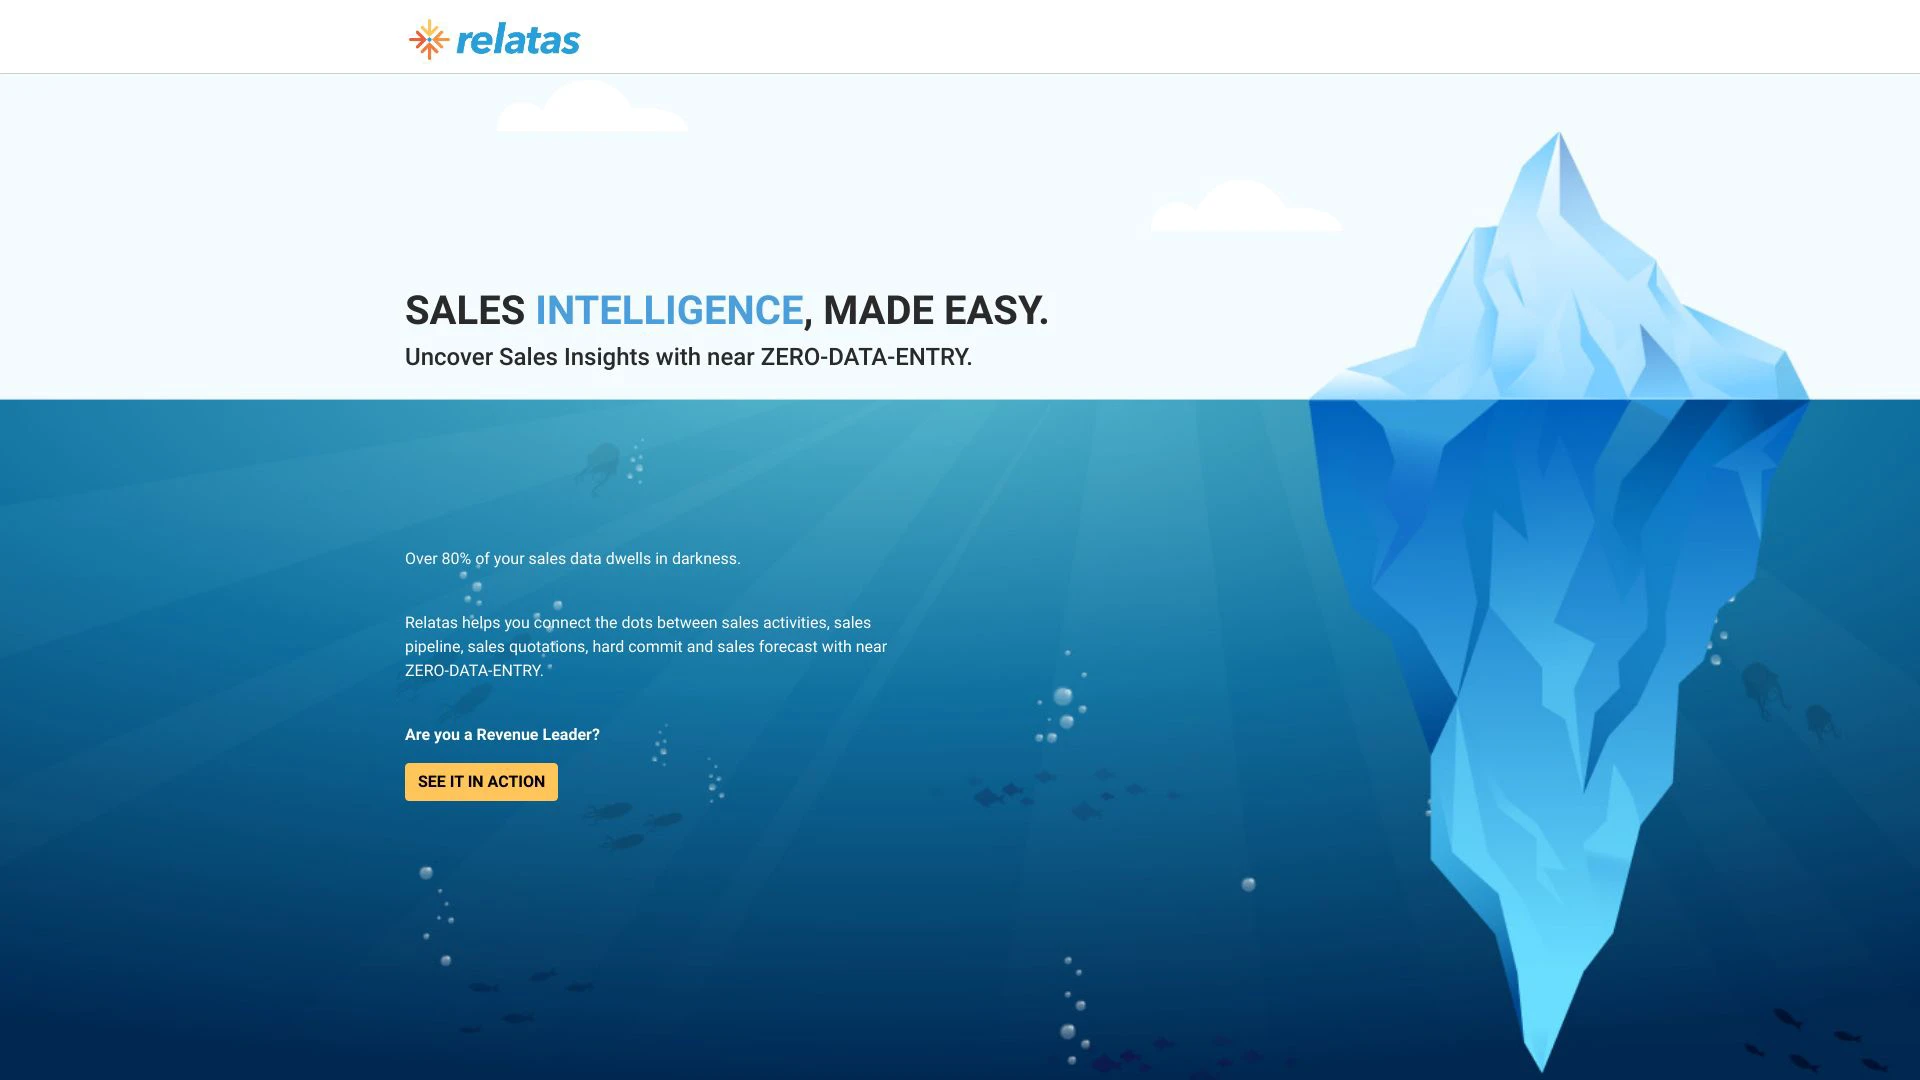 relatas
SALES INTELLIGENCE, MADE EASY.
Uncover Sales Insights with near ZERO-DATA-ENTRY.
Over 80% of your sales data dwells in darkness.
Relatas helps you connect the dots between sales activities, sales
pipeline, sales quotations, hard commit and sales forecast with near
ZERO-DATA-ENTRY.
Are you a Revenue Leader?
SEE IT IN ACTION